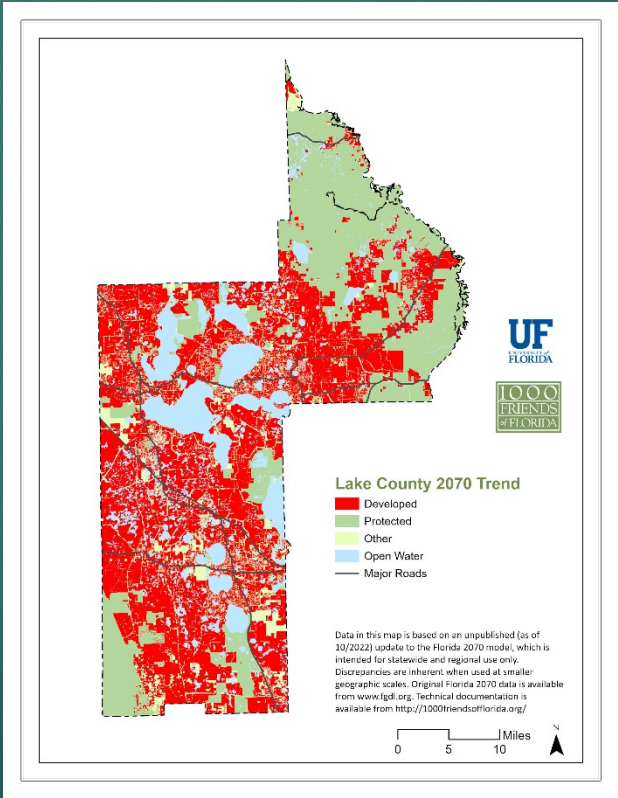 UF
UNIVERSITY of
FLORIDA
1000
FRIENDS
of FLORIDA
Lake County 2070 Trend
Developed
Protected
Other
Open Water
Major Roads
Data in this map is based on an unpublished (as of
10/2022) update to the Florida 2070 model, which is
intended for statewide and regional use only.
Discrepancies are inherent when used at smaller
geographic scales. Original Florida 2070 data is available
from www.fgdl.org. Technical documentation is
available from http://1000friendsofflorida.org/
Miles
0 5 10
N